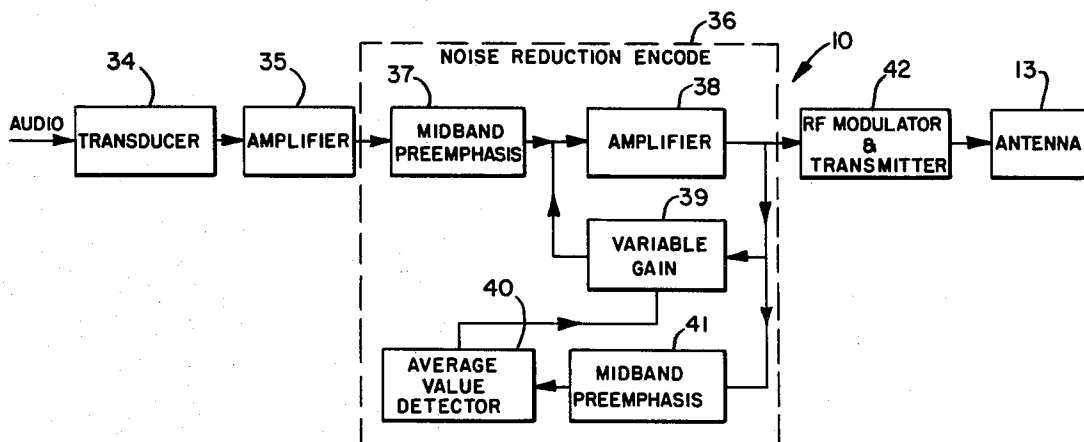 36
NOISE REDUCTION ENCODE
10
34
35
37
38
42
13
AUDIO
TRANSDUCER
AMPLIFIER
MIDBAND
PREEMPHASIS
AMPLIFIER
RF MODULATOR
&
TRANSMITTER
ANTENNA
39
VARIABLE
GAIN
40
41
AVERAGE
VALUE
DETECTOR
MIDBAND
PREEMPHASIS